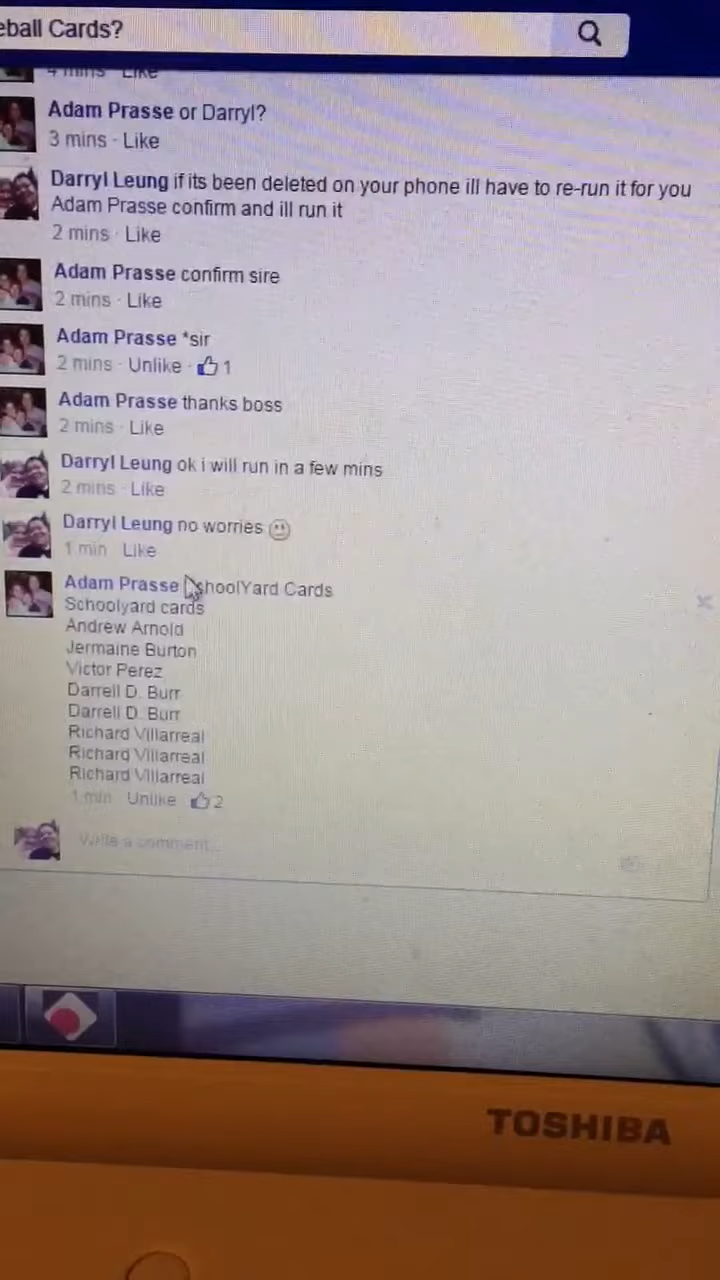 eball Cards?
4 mins · Like
Adam Prasse or Darryl?
3 mins · Like
Darryl Leung if its been deleted on your phone ill have to re-run it for you
Adam Prasse confirm and ill run it
2 mins · Like
Adam Prasse confirm sire
2 mins · Like
Adam Prasse *sir
2 mins · Unlike · 1
Adam Prasse thanks boss
2 mins · Like
Darryl Leung ok i will run in a few mins
2 mins · Like
Darryl Leung no worries
1 min · Like
Adam Prasse hoolYard Cards
Schoolyard cards
Andrew Arnold
Jermaine Burton
Victor Perez
Darrell D. Burr
Darrell D. Burr
Richard Villarreal
Richard Villarreal
Richard Villarreal
1 min · Unlike · 2
Write a comment...
TOSHIBA